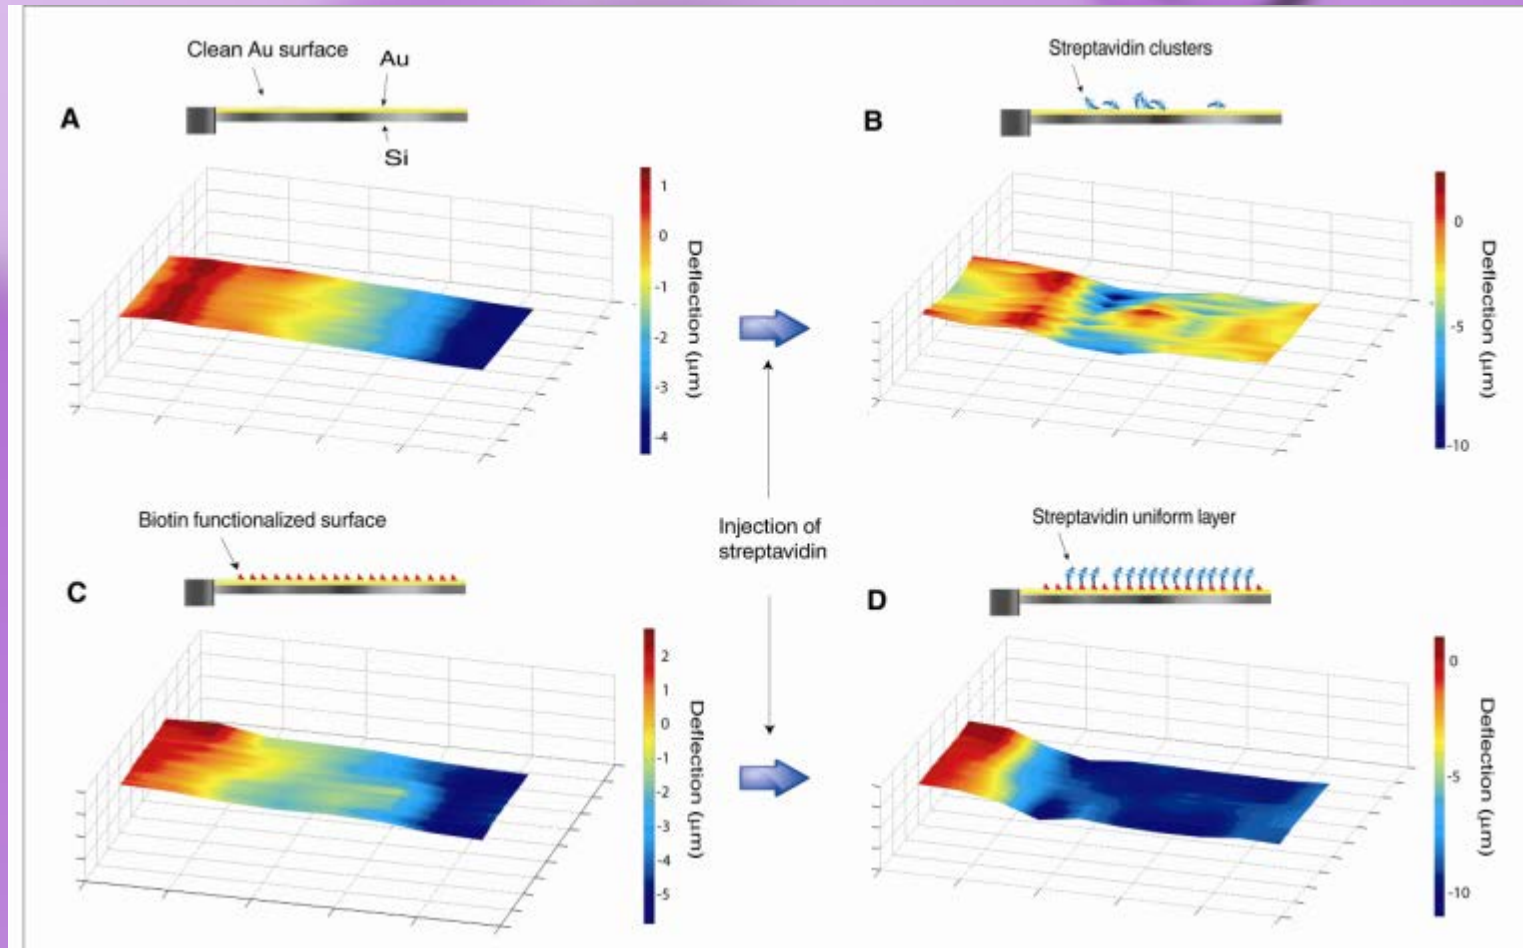 Clean Au surface
Au
A
Si
1
0
-1
-2
-3
-4
Deflection (μm)
Streptavidin clusters
B
0
-5
-10
Deflection (μm)
Injection of
streptavidin
Biotin functionalized surface
C
2
1
0
-1
-2
-3
-4
-5
Deflection (μm)
Streptavidin uniform layer
D
0
-5
-10
Deflection (μm)